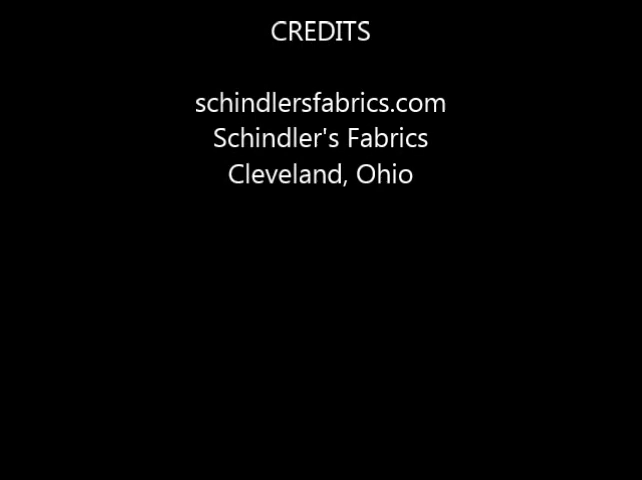 CREDITS
schindlersfabrics.com
Schindler's Fabrics
Cleveland, Ohio